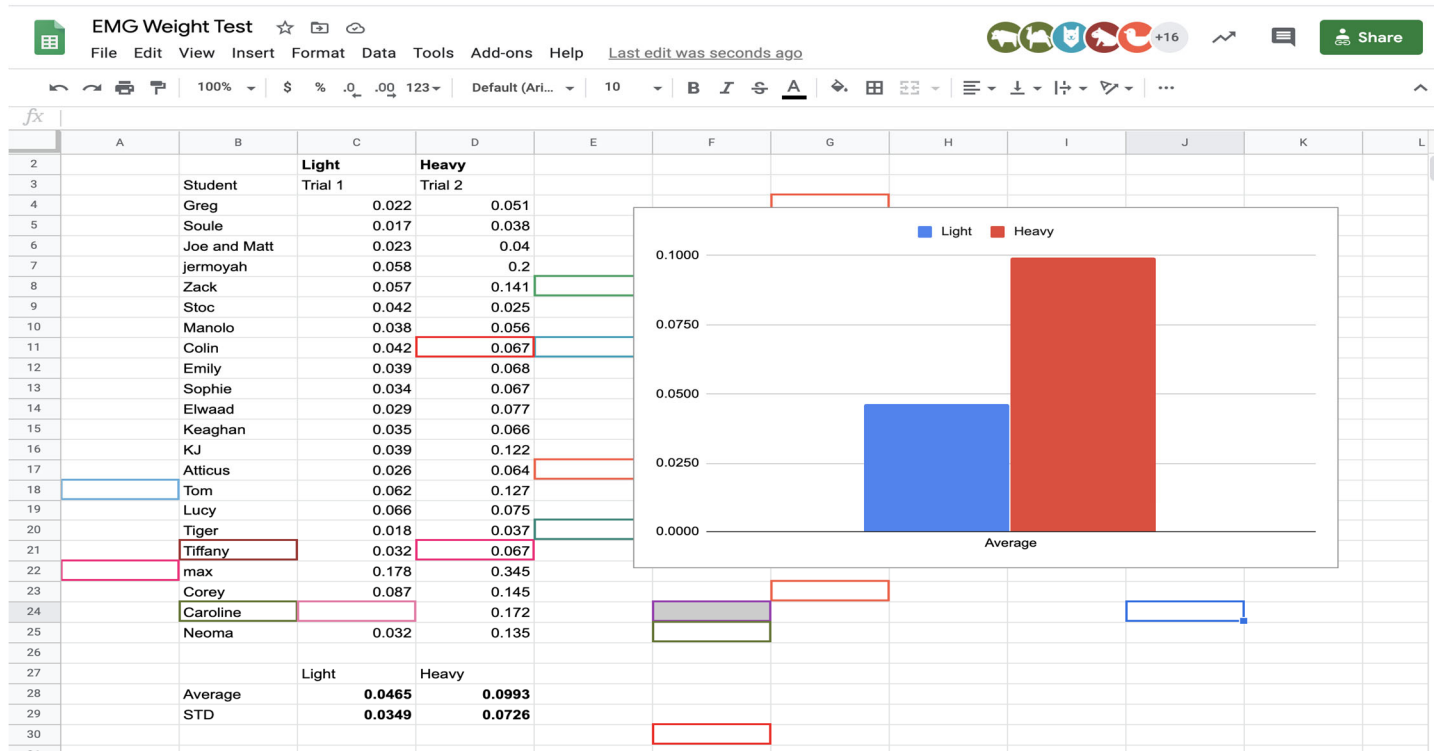 EMG Weight Test
File Edit View Insert Format Data Tools Add-ons Help Last edit was seconds ago
+16
Share
100% $ % .0 .00 123 Default (Ari... 10 B I S A ...
fx
A B C D E F G H I J K L
2 Light Heavy
3 Student Trial 1 Trial 2
4 Greg 0.022 0.051
5 Soule 0.017 0.038
6 Joe and Matt 0.023 0.04
7 jermoyah 0.058 0.2
8 Zack 0.057 0.141
9 Stoc 0.042 0.025
10 Manolo 0.038 0.056
11 Colin 0.042 0.067
12 Emily 0.039 0.068
13 Sophie 0.034 0.067
14 Elwaad 0.029 0.077
15 Keaghan 0.035 0.066
16 KJ 0.039 0.122
17 Atticus 0.026 0.064
18 Tom 0.062 0.127
19 Lucy 0.066 0.075
20 Tiger 0.018 0.037
21 Tiffany 0.032 0.067
22 max 0.178 0.345
23 Corey 0.087 0.145
24 Caroline 0.172
25 Neoma 0.032 0.135
26
27 Light Heavy
28 Average 0.0465 0.0993
29 STD 0.0349 0.0726
30
Light Heavy
0.1000
0.0750
0.0500
0.0250
0.0000
Average